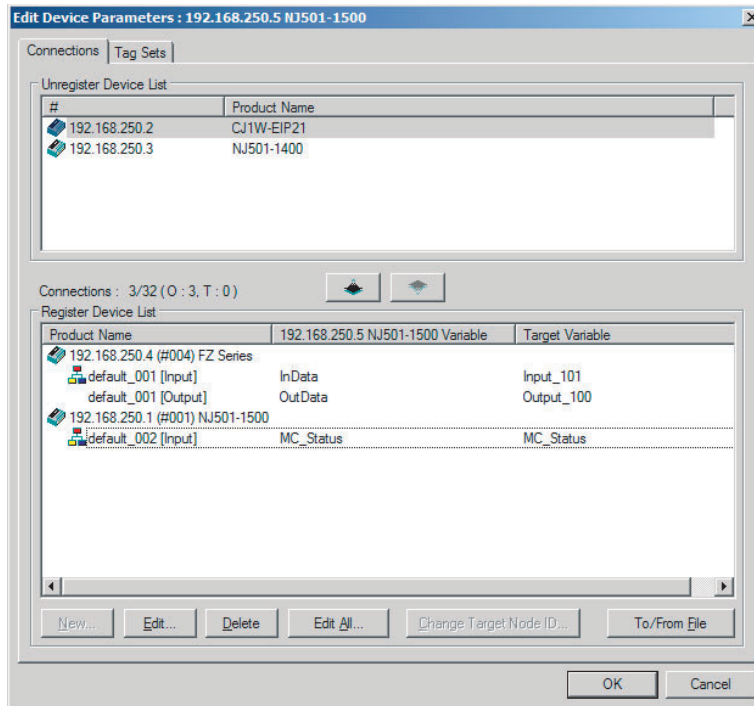 Edit Device Parameters : 192.168.250.5 NJ501-1500
Connections Tag Sets
Unregister Device List
# Product Name
192.168.250.2 CJ1W-EIP21
192.168.250.3 NJ501-1400
Connections : 3/32 ( O : 3, T : 0 )
Register Device List
Product Name 192.168.250.5 NJ501-1500 Variable Target Variable
192.168.250.4 (#004) FZ Series
default_001 [Input] InData Input_101
default_001 [Output] OutData Output_100
192.168.250.1 (#001) NJ501-1500
default_002 [Input] MC_Status MC_Status
New... Edit... Delete Edit All... Change Target Node ID... To/From File
OK Cancel